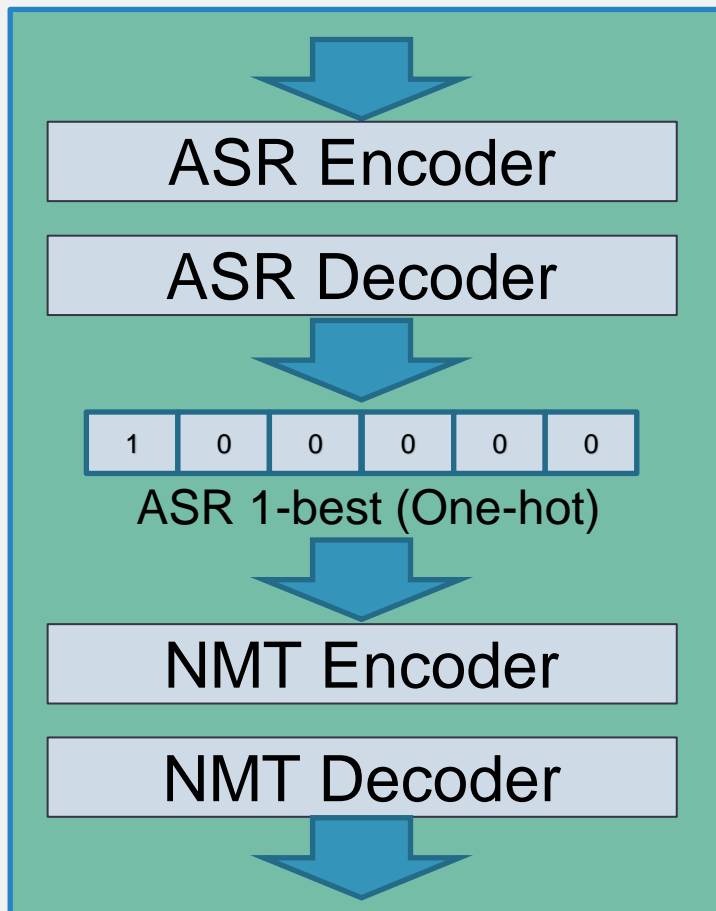 ASR Encoder
ASR Decoder
1 0 0 0 0 0
ASR 1-best (One-hot)
NMT Encoder
NMT Decoder